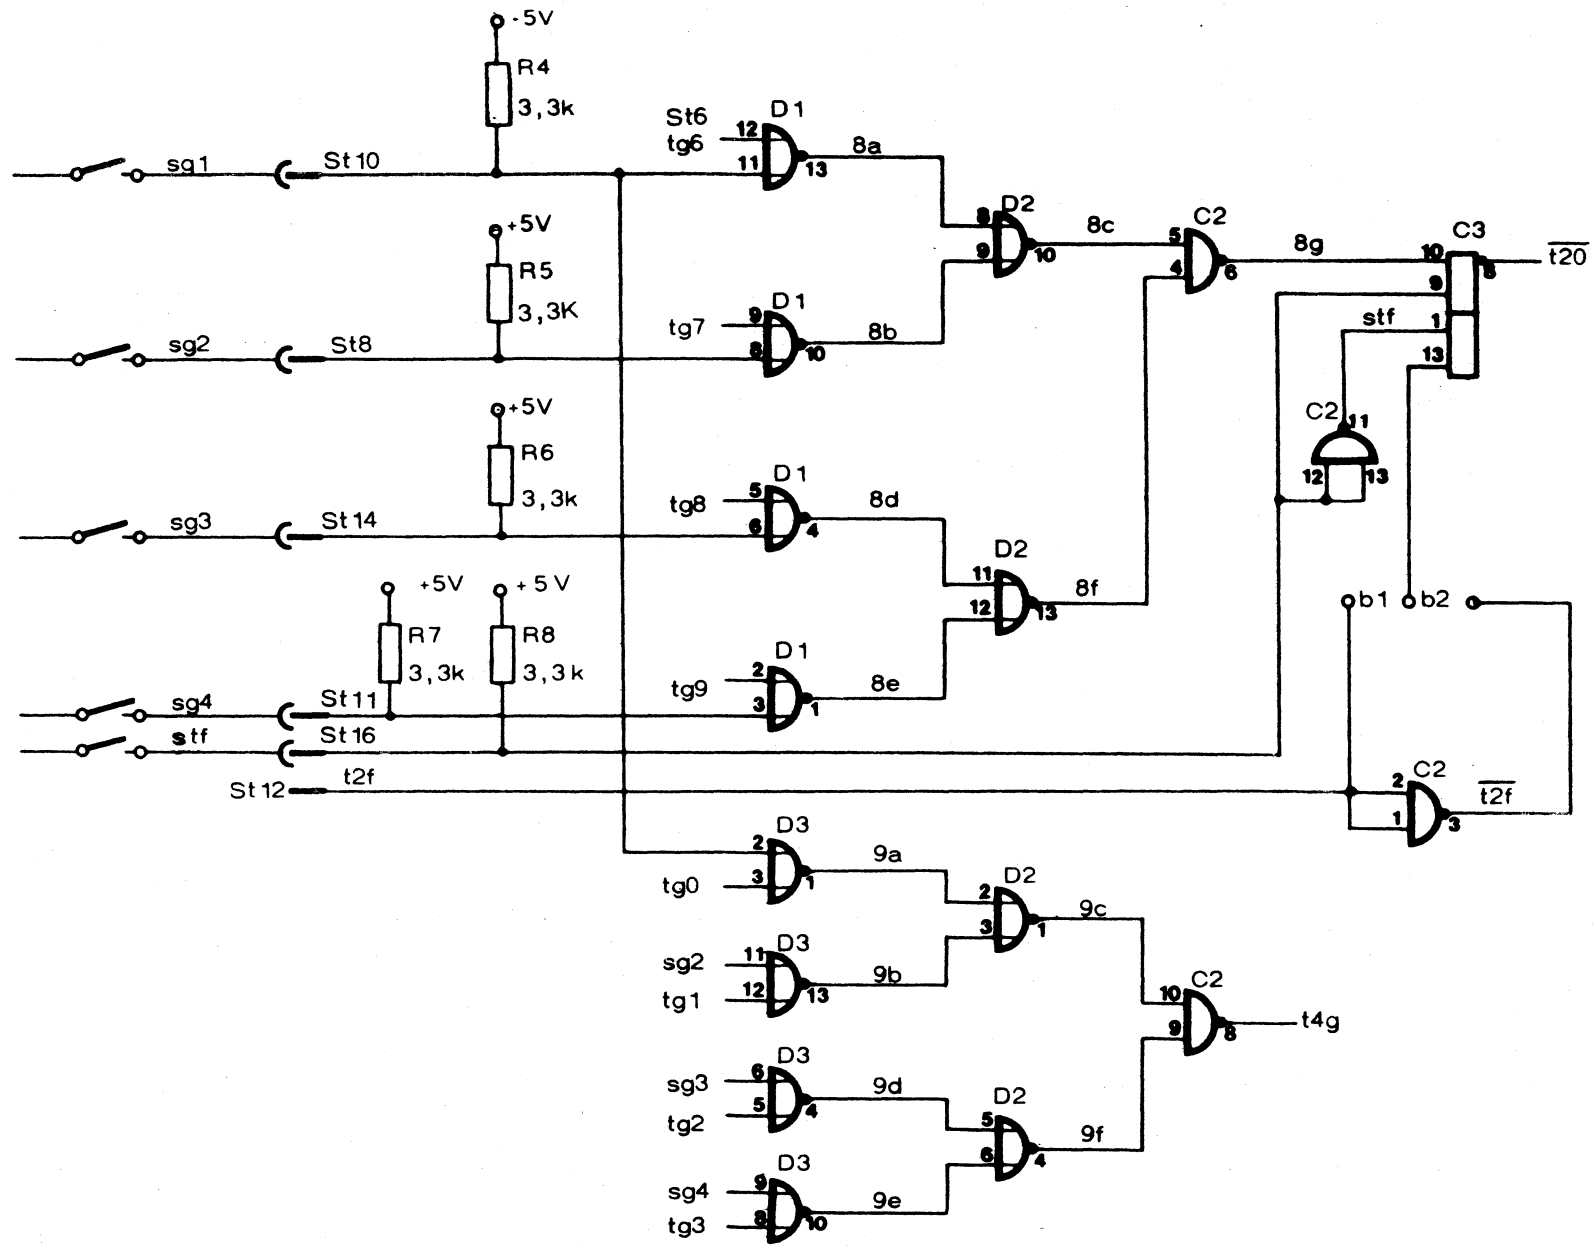 -5V
R4
3,3k
sg1
St10
St6
tg6
12
11
D1
13
8a
+5V
R5
3,3K
sg2
St8
tg7
9
8
D1
10
8b
8
9
D2
10
8c
5
4
C2
6
8g
10
9
1
13
C3
8
t20
stf
C2
11
12
13
+5V
R6
3,3k
sg3
St14
tg8
5
6
D1
4
8d
+5V
R7
3,3k
+5V
R8
3,3k
sg4
St11
tg9
2
3
D1
1
8e
11
12
D2
13
8f
b1
b2
stf
St16
St12
t2f
2
1
C2
3
t2f
D3
2
3
1
tg0
9a
D3
sg2
11
tg1
12
13
9b
D2
2
3
1
9c
D3
sg3
6
tg2
5
4
9d
D3
sg4
9
tg3
8
10
9e
D2
5
6
4
9f
C2
10
9
8
t4g